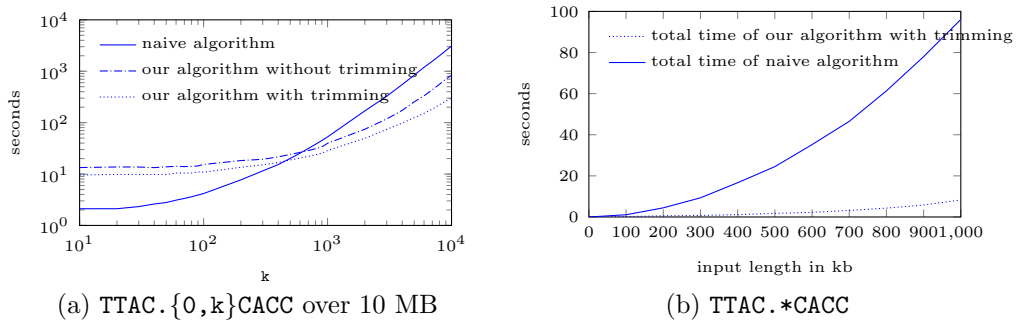 10^4
10^3
10^2
10^1
10^0
seconds
naive algorithm
our algorithm without trimming
our algorithm with trimming
10^1 10^2 10^3 10^4
k
(a) TTAC.{0,k}CACC over 10 MB
100
80
60
40
20
0
seconds
total time of our algorithm with trimming
total time of naive algorithm
0 100 200 300 400 500 600 700 800 900 1,000
input length in kb
(b) TTAC.*CACC